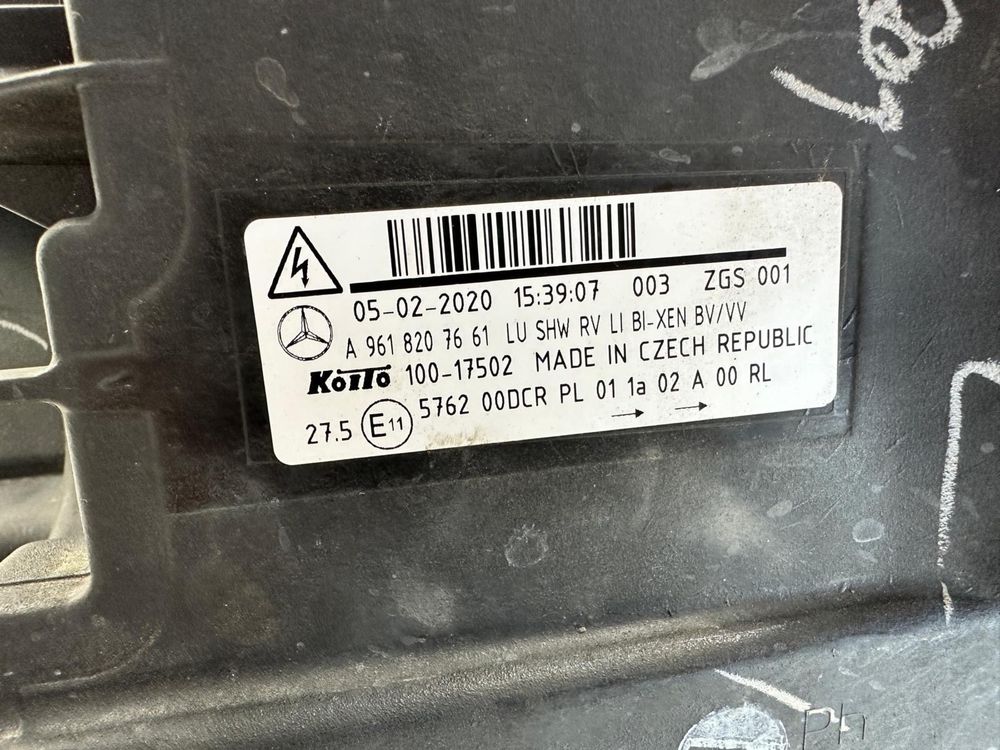 05-02-2020 15:39:07 003 ZGS 001
A 961 820 76 61 LU SHW RV LI BI-XEN BV/VV
KOITO 100-17502 MADE IN CZECH REPUBLIC
5762 00DCR PL 01 1a 02 A 00 RL
27.5 E11